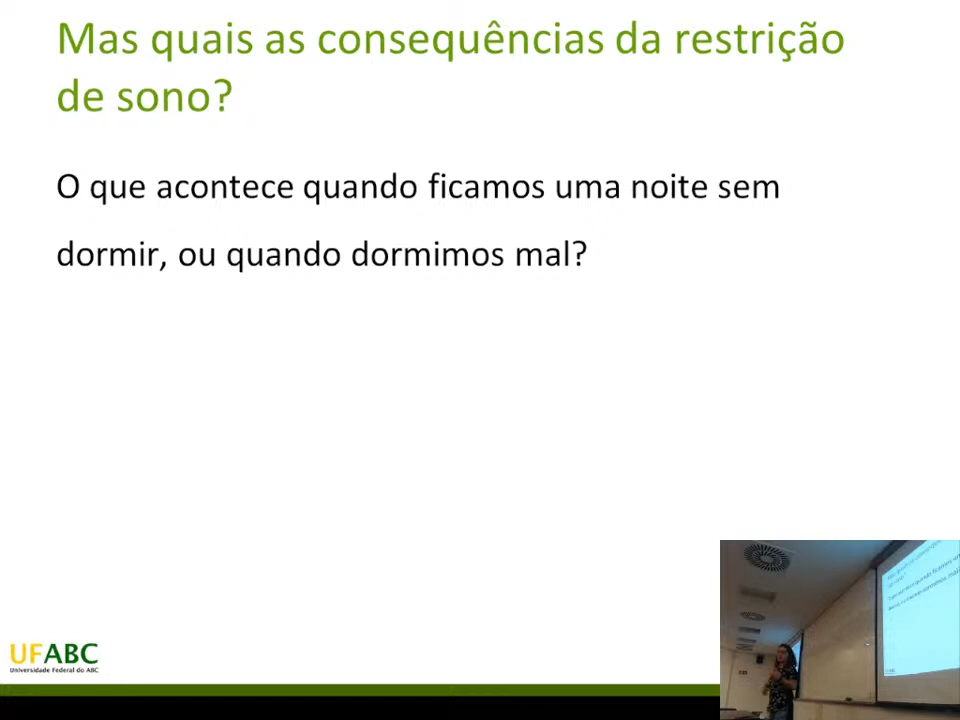 Mas quais as consequências da restrição
de sono?
O que acontece quando ficamos uma noite sem
dormir, ou quando dormimos mal?
UFABC
Universidade Federal do ABC